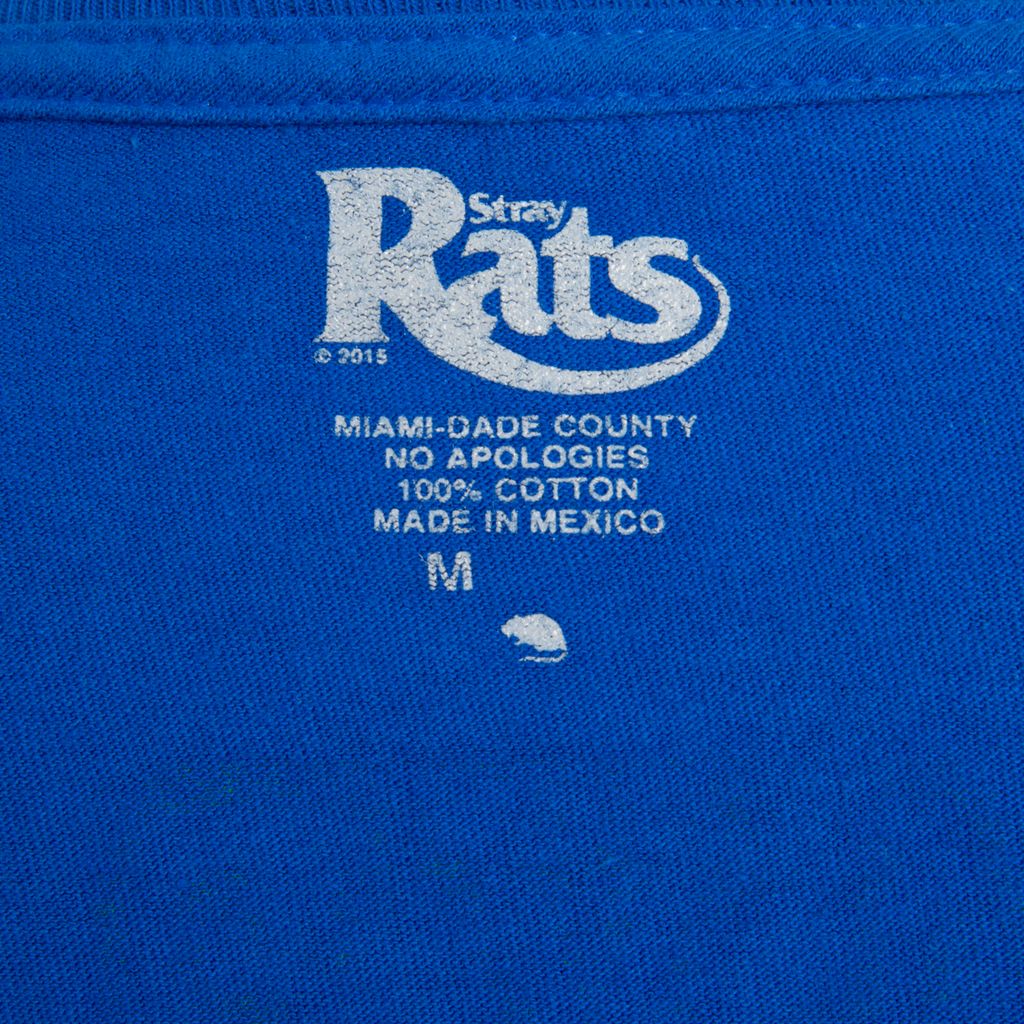 Stray
Rats
© 2015
MIAMI-DADE COUNTY
NO APOLOGIES
100% COTTON
MADE IN MEXICO
M